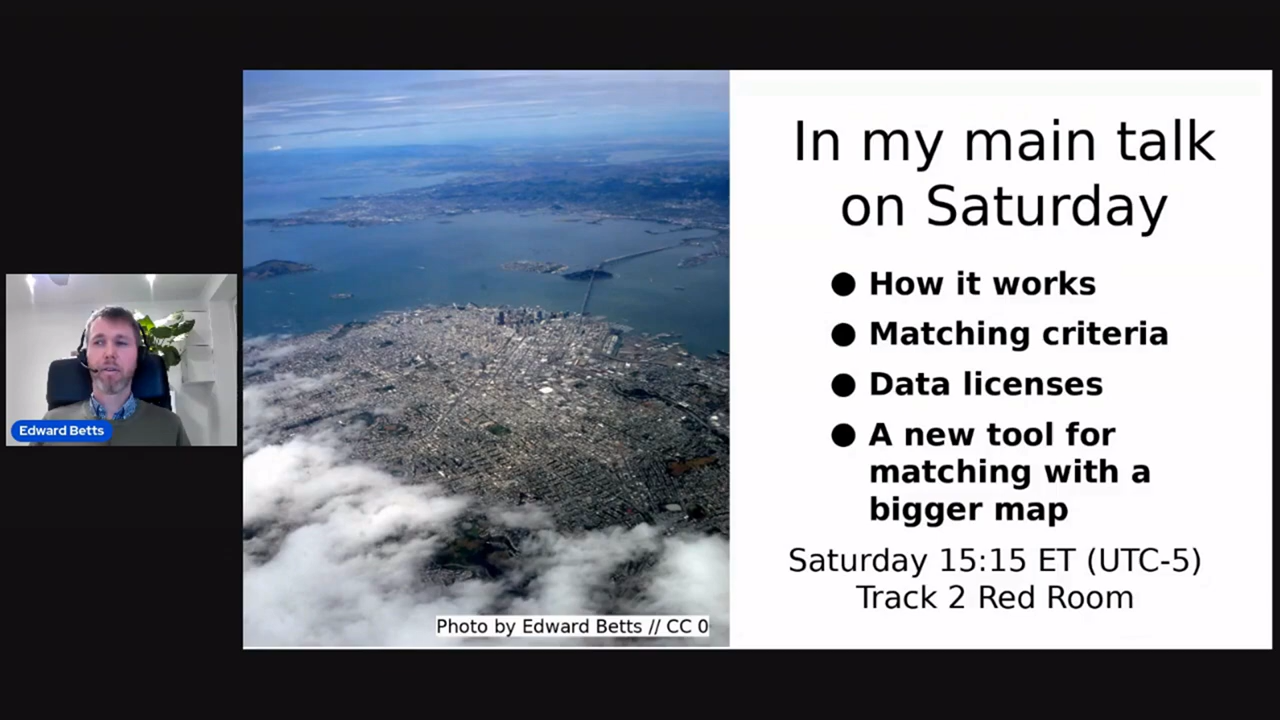 Edward Betts
Photo by Edward Betts // CC 0
In my main talk
on Saturday
● How it works
● Matching criteria
● Data licenses
● A new tool for
matching with a
bigger map
Saturday 15:15 ET (UTC-5)
Track 2 Red Room